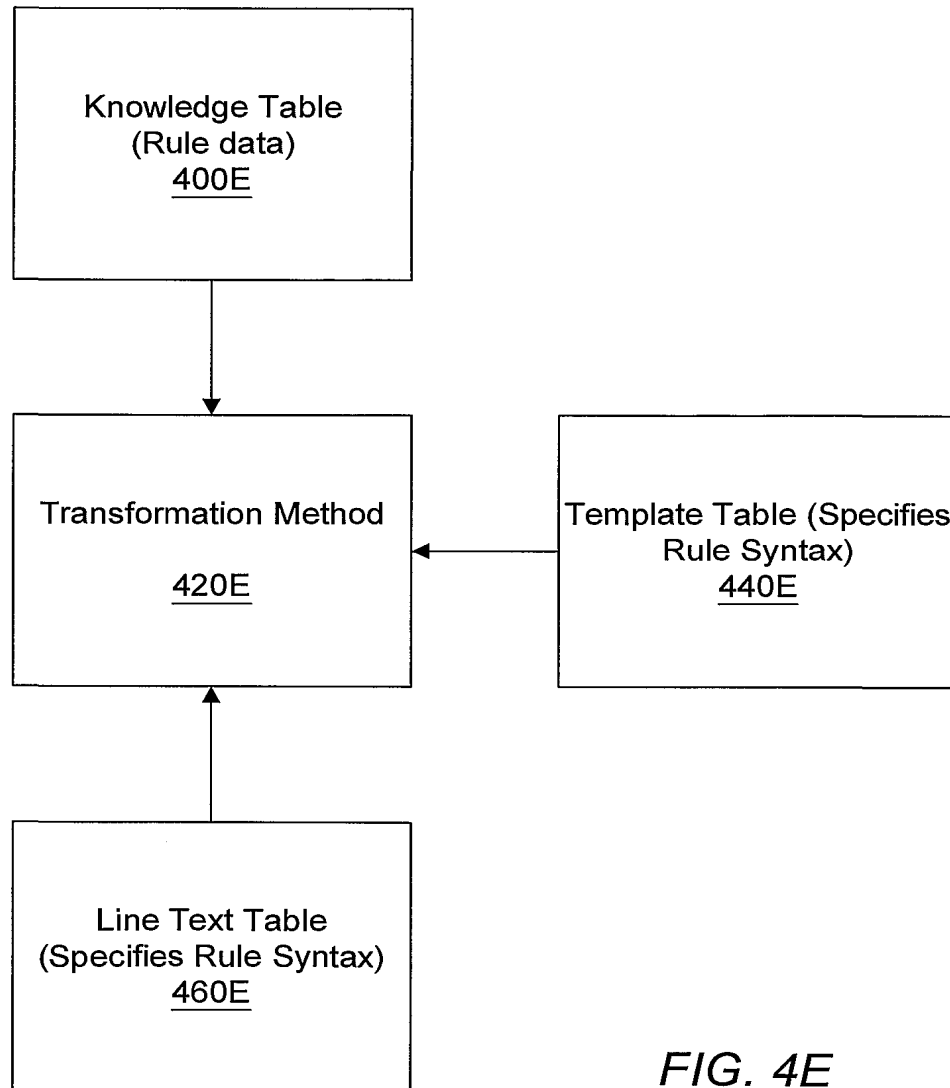 Knowledge Table
(Rule data)
400E
Transformation Method
420E
Template Table (Specifies
Rule Syntax)
440E
Line Text Table
(Specifies Rule Syntax)
460E
FIG. 4E